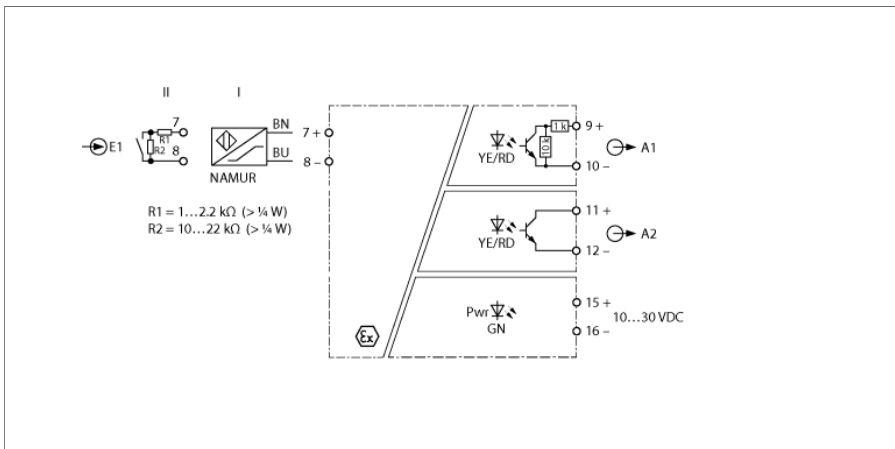 II I
E1
7
R1
R2
8
BN
BU
NAMUR
7 +
8 –
R1 = 1…2.2 kΩ (> ¼ W)
R2 = 10…22 kΩ (> ¼ W)
YE/RD
1 k
10 k
9 +
10 –
A1
YE/RD
11 +
12 –
A2
Pwr
GN
15 +
16 –
10…30 VDC
Ex